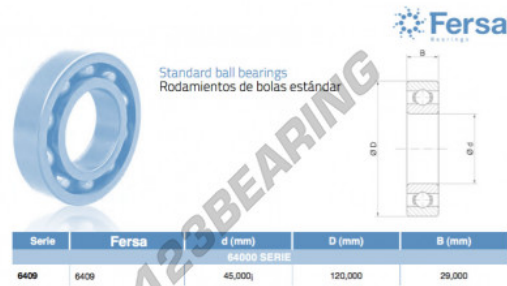 Fersa
Bearings
Standard ball bearings
Rodamientos de bolas estándar
B
Ø D
Ø d
123BEARING
Serie Fersa d (mm) D (mm) B (mm)
64000 SERIE
6409 6409 45,000 120,000 29,000